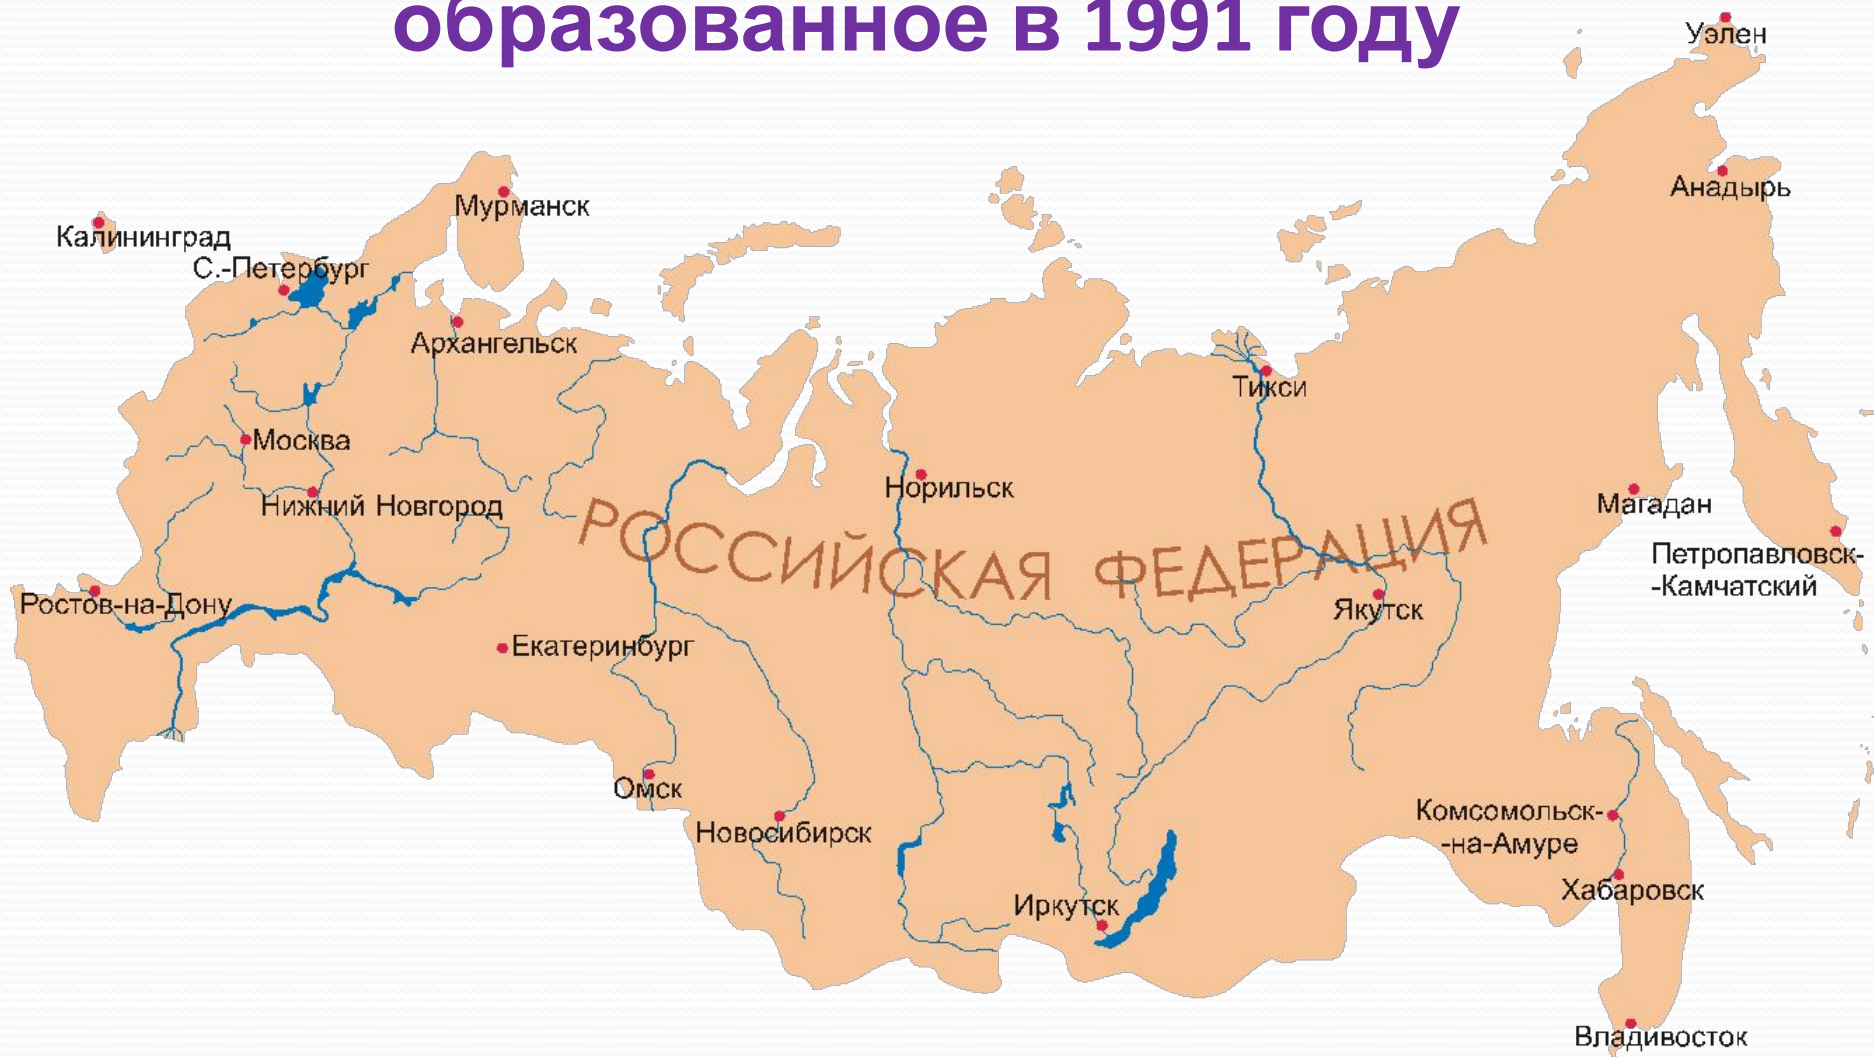 образованное в 1991 году
Уэлен
Анадырь
Мурманск
Калининград
С.-Петербург
Архангельск
Тикси
Москва
Норильск
Нижний Новгород
Магадан
РОССИЙСКАЯ ФЕДЕРАЦИЯ
Петропавловск-
-Камчатский
Ростов-на-Дону
Якутск
Екатеринбург
Омск
Новосибирск
Комсомольск-
-на-Амуре
Хабаровск
Иркутск
Владивосток